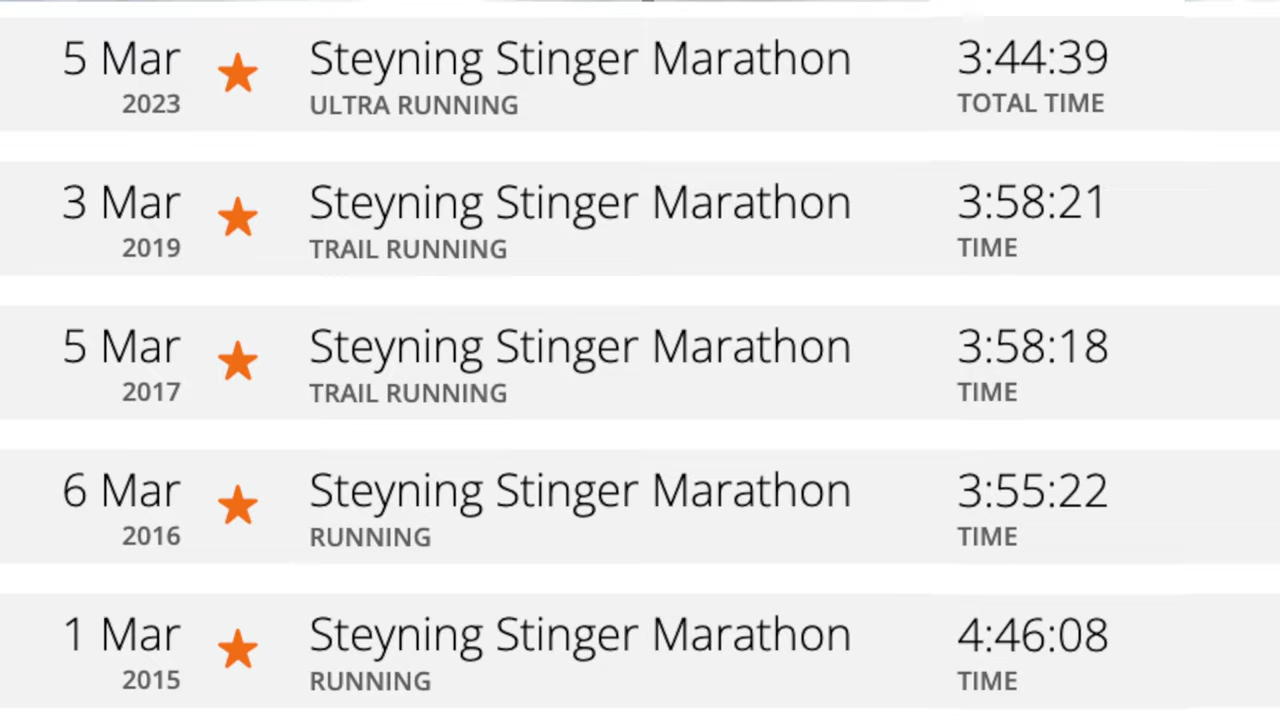 5 Mar Steyning Stinger Marathon 3:44:39
2023 ULTRA RUNNING TOTAL TIME
3 Mar Steyning Stinger Marathon 3:58:21
2019 TRAIL RUNNING TIME
5 Mar Steyning Stinger Marathon 3:58:18
2017 TRAIL RUNNING TIME
6 Mar Steyning Stinger Marathon 3:55:22
2016 RUNNING TIME
1 Mar Steyning Stinger Marathon 4:46:08
2015 RUNNING TIME